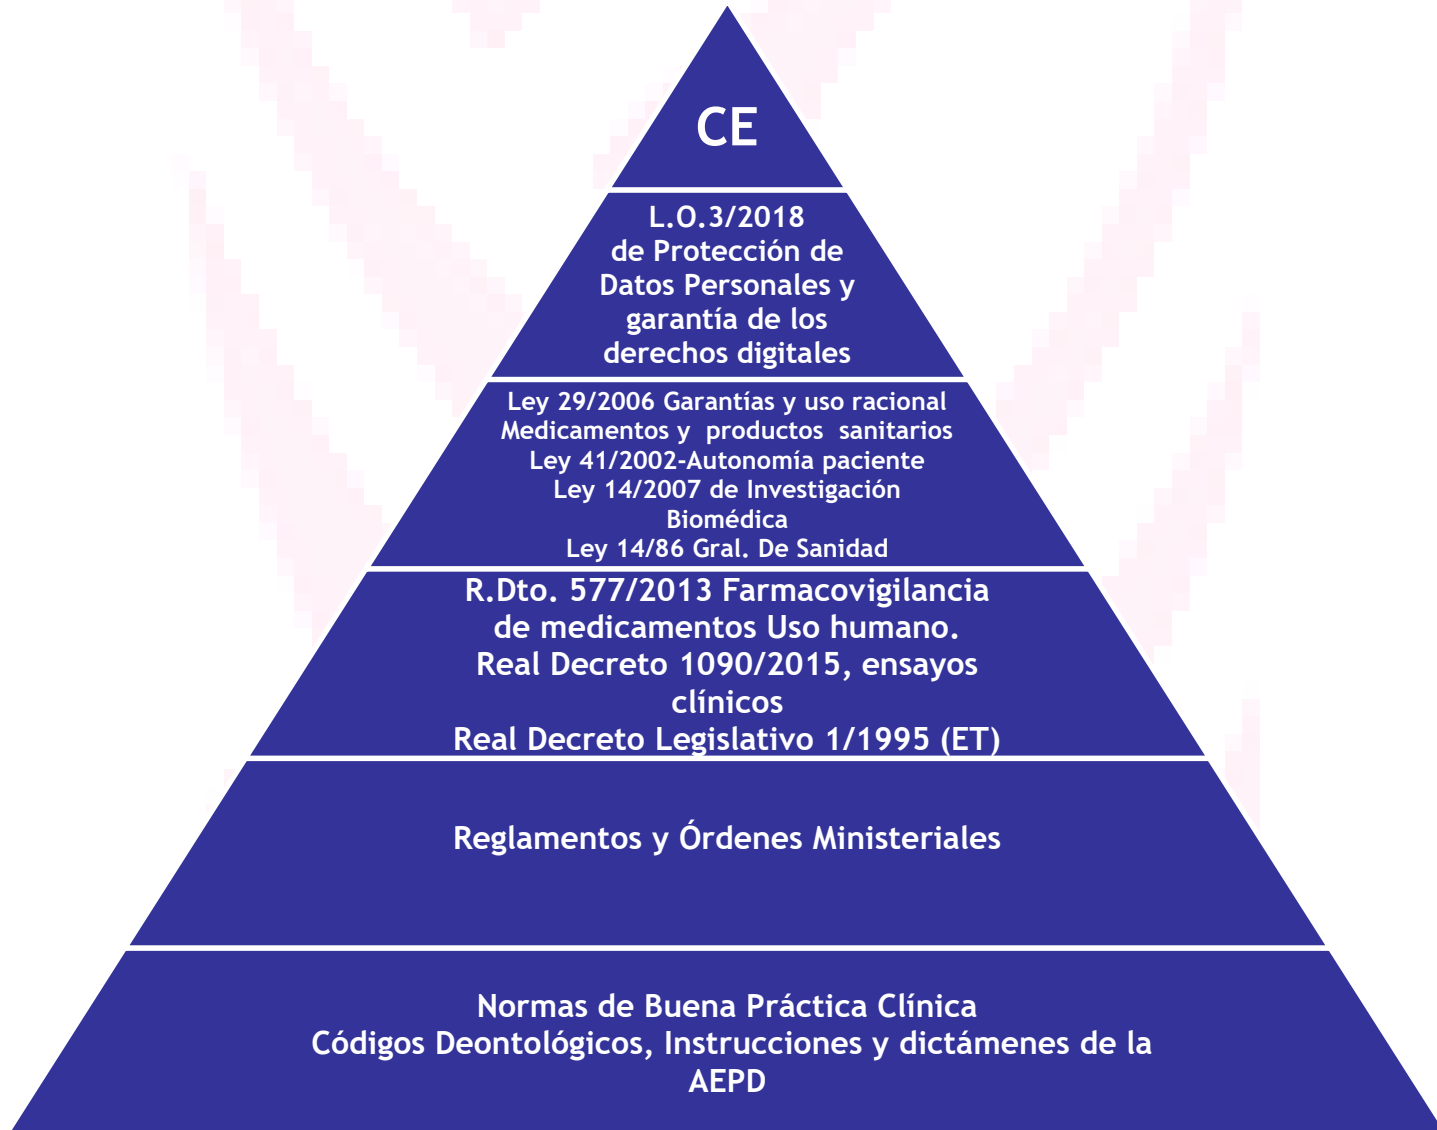 CE
L.O.3/2018
de Protección de
Datos Personales y
garantía de los
derechos digitales
Ley 29/2006 Garantías y uso racional
Medicamentos y productos sanitarios
Ley 41/2002-Autonomía paciente
Ley 14/2007 de Investigación
Biomédica
Ley 14/86 Gral. De Sanidad
R.Dto. 577/2013 Farmacovigilancia
de medicamentos Uso humano.
Real Decreto 1090/2015, ensayos
clínicos
Real Decreto Legislativo 1/1995 (ET)
Reglamentos y Órdenes Ministeriales
Normas de Buena Práctica Clínica
Códigos Deontológicos, Instrucciones y dictámenes de la
AEPD